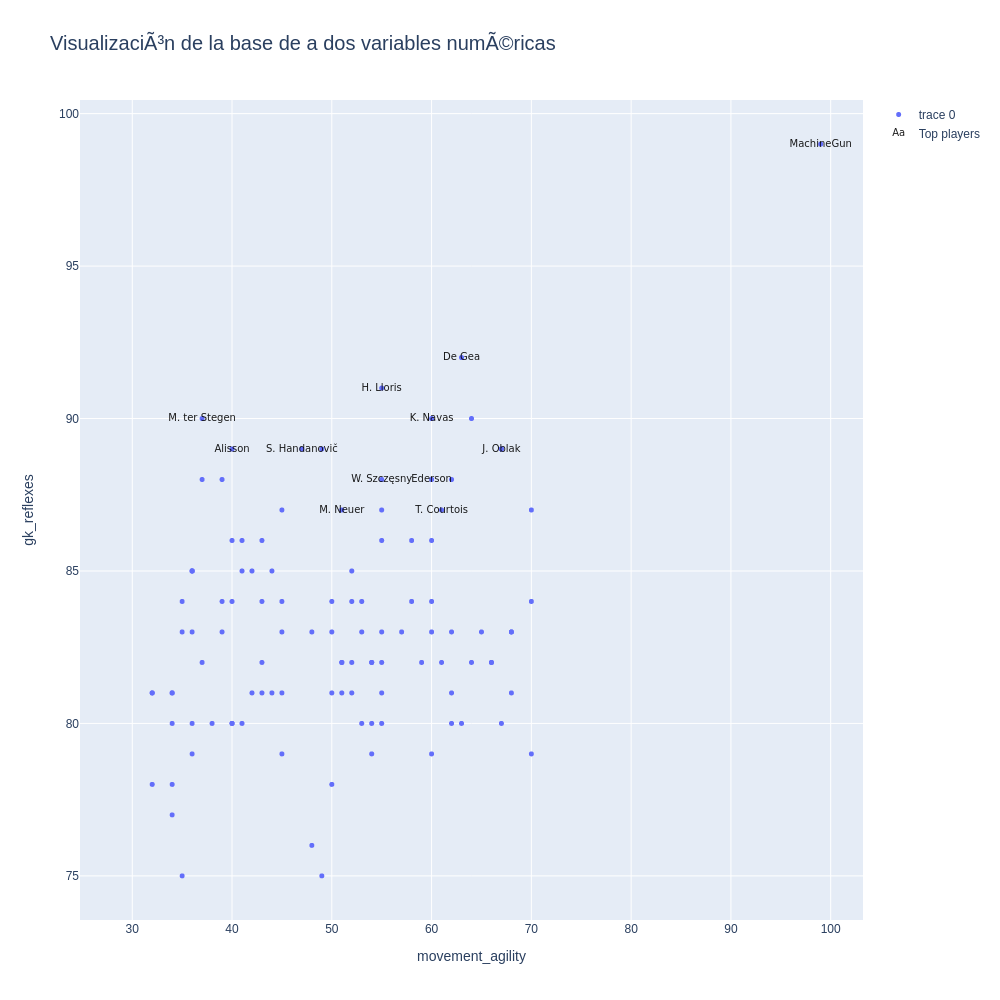 VisualizaciÃ³n de la base de a dos variables numÃ©ricas
trace 0
Aa Top players
100
95
90
85
80
75
gk_reflexes
MachineGun
De Gea
H. Lloris
M. ter Stegen
K. Navas
Alisson
S. Handanovič
J. Oblak
W. Szczęsny
Ederson
M. Neuer
T. Courtois
30 40 50 60 70 80 90 100
movement_agility